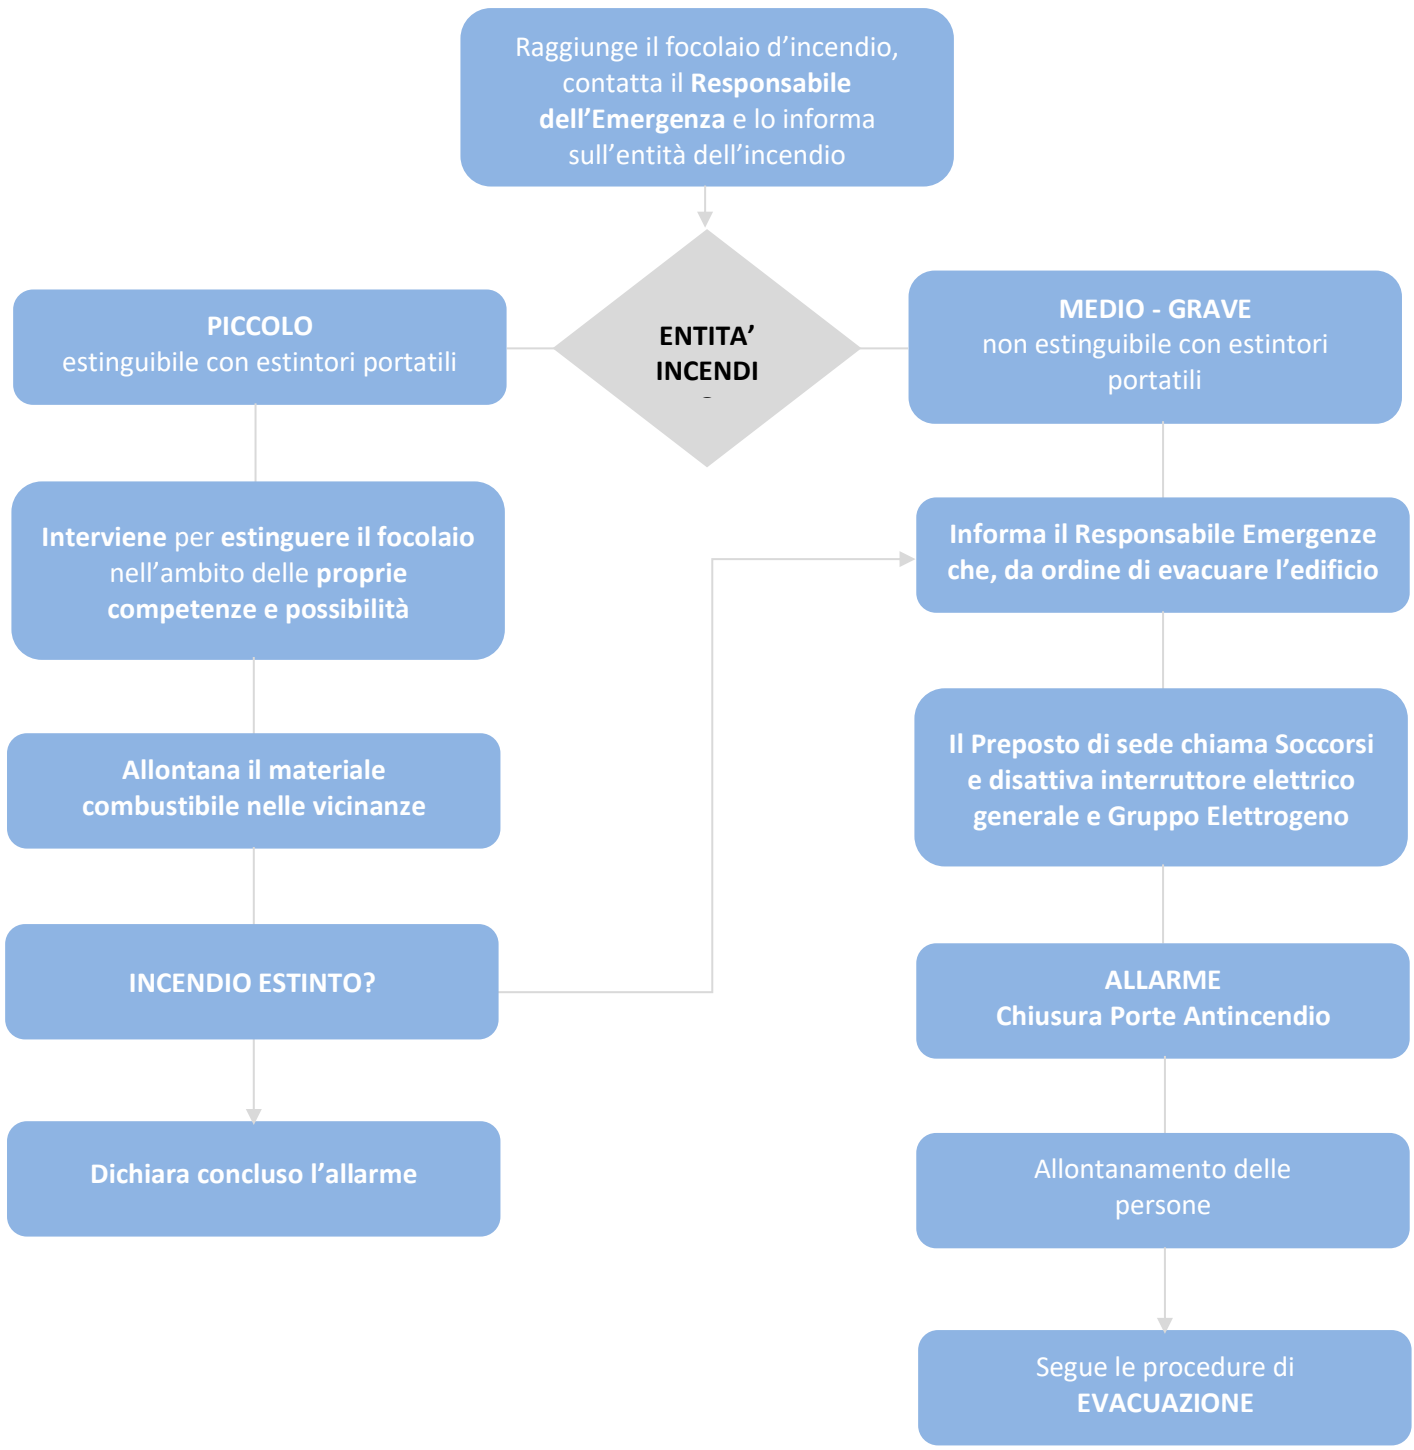 Raggiunge il focolaio d’incendio,
contatta il Responsabile
dell’Emergenza e lo informa
sull’entità dell’incendio
ENTITA’
INCENDI
PICCOLO
estinguibile con estintori portatili
Interviene per estinguere il focolaio
nell’ambito delle proprie
competenze e possibilità
Allontana il materiale
combustibile nelle vicinanze
INCENDIO ESTINTO?
Dichiara concluso l’allarme
MEDIO - GRAVE
non estinguibile con estintori
portatili
Informa il Responsabile Emergenze
che, da ordine di evacuare l’edificio
Il Preposto di sede chiama Soccorsi
e disattiva interruttore elettrico
generale e Gruppo Elettrogeno
ALLARME
Chiusura Porte Antincendio
Allontanamento delle
persone
Segue le procedure di
EVACUAZIONE